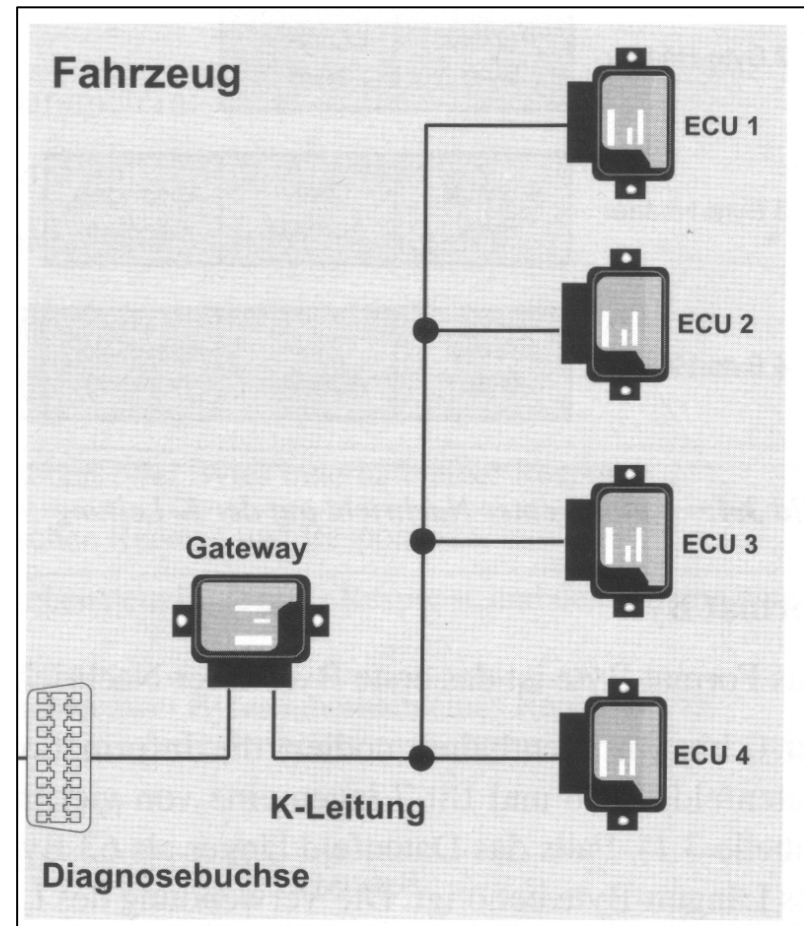 Fahrzeug
ECU 1
ECU 2
ECU 3
Gateway
ECU 4
K-Leitung
Diagnosebuchse